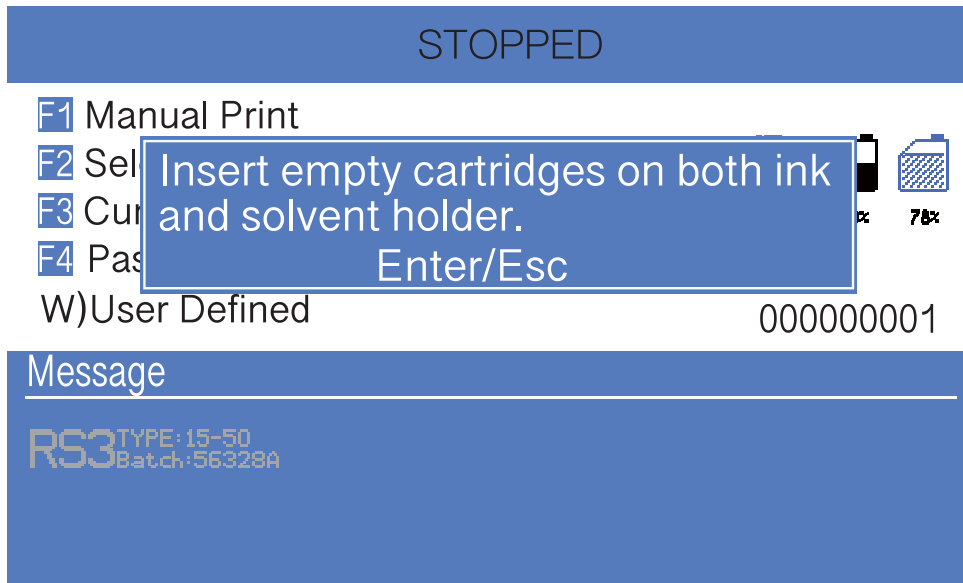 STOPPED
F1 Manual Print
F2 Sel
F3 Cur
F4 Pas
Insert empty cartridges on both ink
and solvent holder.
Enter/Esc
% 78%
W)User Defined
000000001
Message
RS3 TYPE:15-50
Batch:56328A